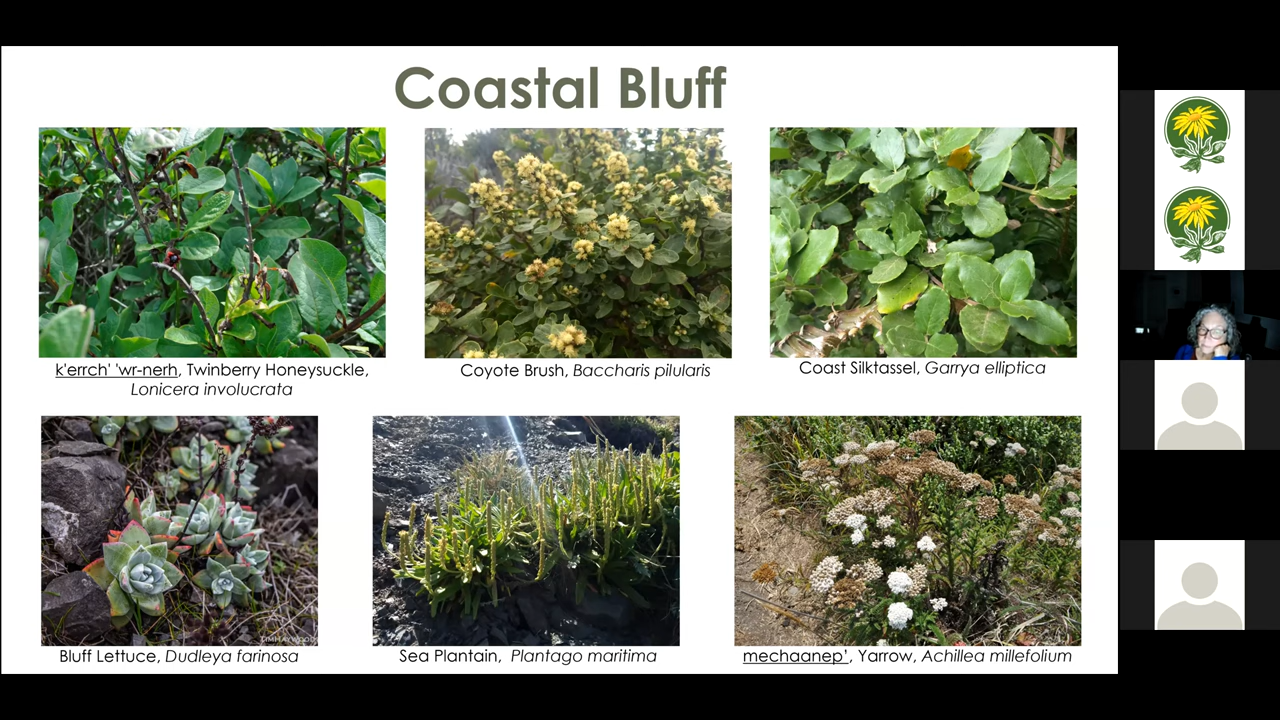 Coastal Bluff
k'errch' 'wr-nerh, Twinberry Honeysuckle,
Lonicera involucrata
Coyote Brush, Baccharis pilularis
Coast Silktassel, Garrya elliptica
TIMHAYWOOD
Bluff Lettuce, Dudleya farinosa
Sea Plantain, Plantago maritima
mechaanep', Yarrow, Achillea millefolium